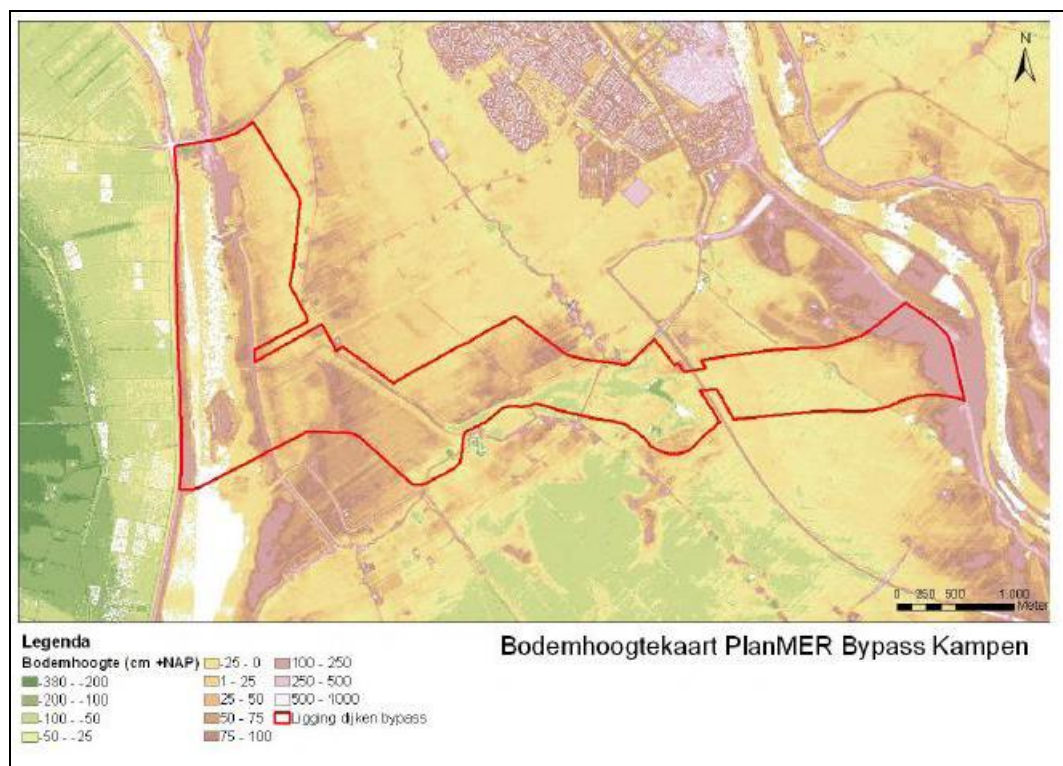 N
0 250 500 1.000
Meter
Legenda
Bodemhoogte (cm +NAP)
-380 - -200
-200 - -100
-100 - -50
-50 - -25
-25 - 0
1 - 25
25 - 50
50 - 75
75 - 100
100 - 250
250 - 500
500 - 1000
Ligging dijken bypass
Bodemhoogtekaart PlanMER Bypass Kampen